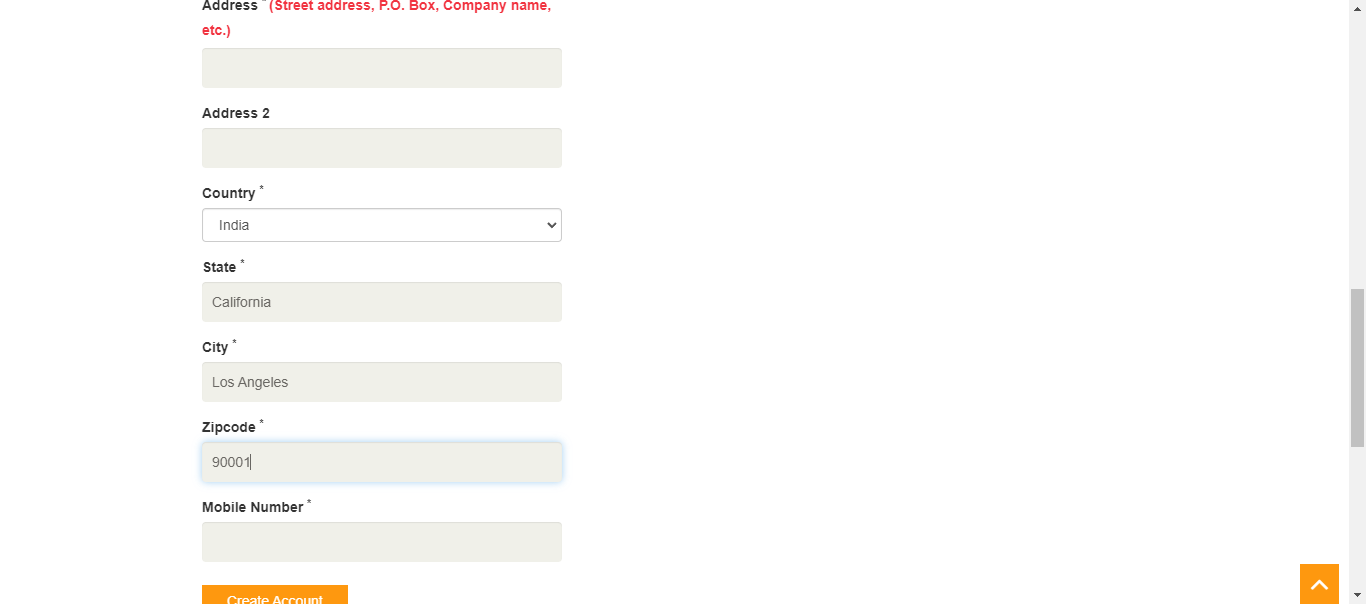 Address * (Street address, P.O. Box, Company name,
etc.)
Address 2
Country *
India
State *
California
City *
Los Angeles
Zipcode *
90001
Mobile Number *
Create Account